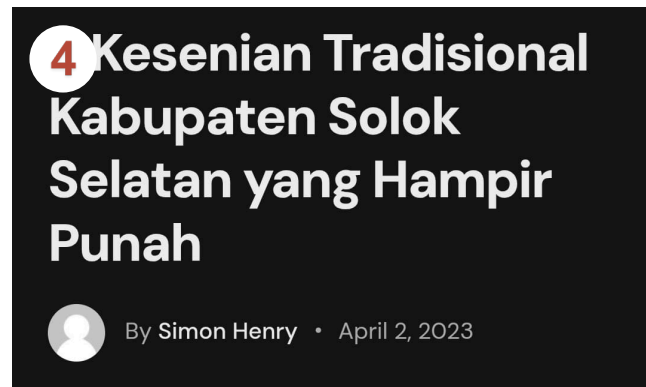 4 Kesenian Tradisional
Kabupaten Solok
Selatan yang Hampir
Punah
By Simon Henry • April 2, 2023